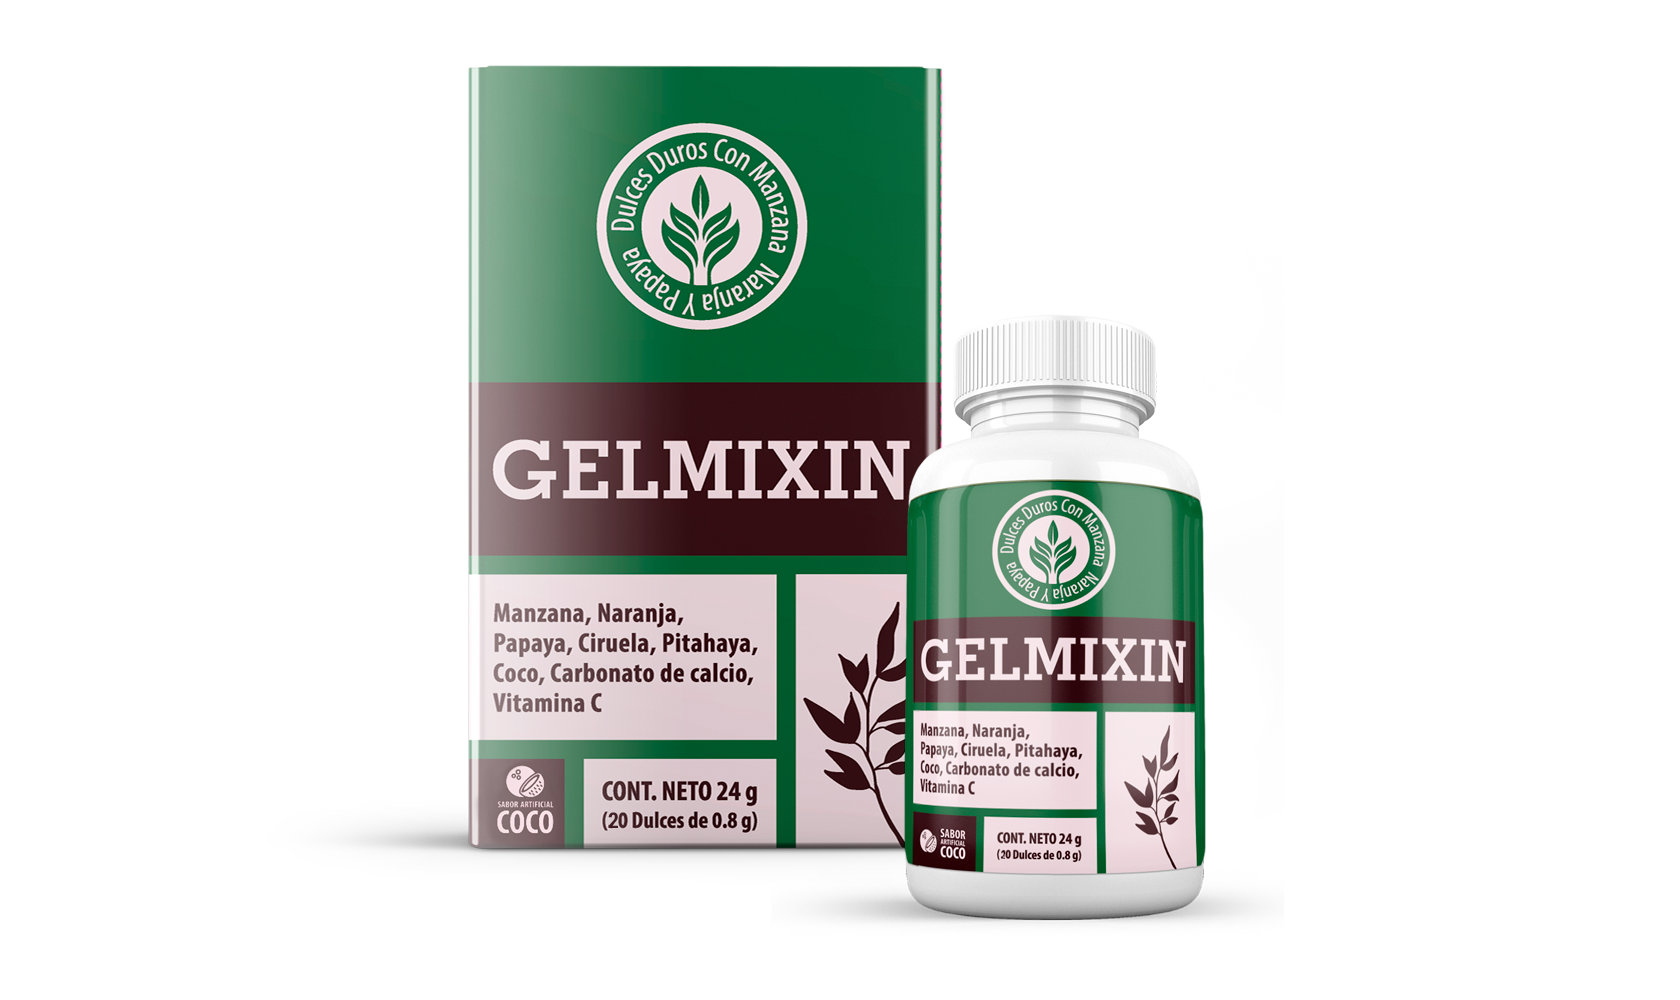 Dulces Duros Con Manzana Naranja Y Papaya
GELMIXIN
Manzana, Naranja,
Papaya, Ciruela, Pitahaya,
Coco, Carbonato de calcio,
Vitamina C
SABOR ARTIFICIAL
COCO
CONT. NETO 24 g
(20 Dulces de 0.8 g)
Dulces Duros Con Manzana Naranja Y Papaya
GELMIXIN
Manzana, Naranja,
Papaya, Ciruela, Pitahaya,
Coco, Carbonato de calcio,
Vitamina C
SABOR
ARTIFICIAL
COCO
CONT. NETO 24 g
(20 Dulces de 0.8 g)